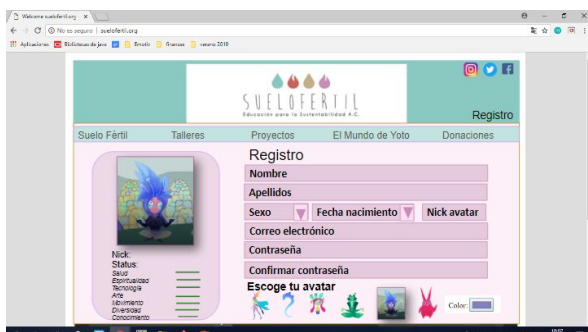 Welcome suelofertil.org
No es seguro | suelofertil.org
Aplicaciones Bibliotecas de java Emotiv Gramas verano 2018
SUELOFERTIL
Educación para la Sustentabilidad A.C.
Registro
Suelo Fértil Talleres Proyectos El Mundo de Yoto Donaciones
Registro
Nombre
Apellidos
Sexo Fecha nacimiento Nick avatar
Correo electrónico
Contraseña
Confirmar contraseña
Escoge tu avatar
Color:
Nick:
Status:
Salud
Espiritualidad
Tecnología
Arte
Movimiento
Diversidad
Conocimiento